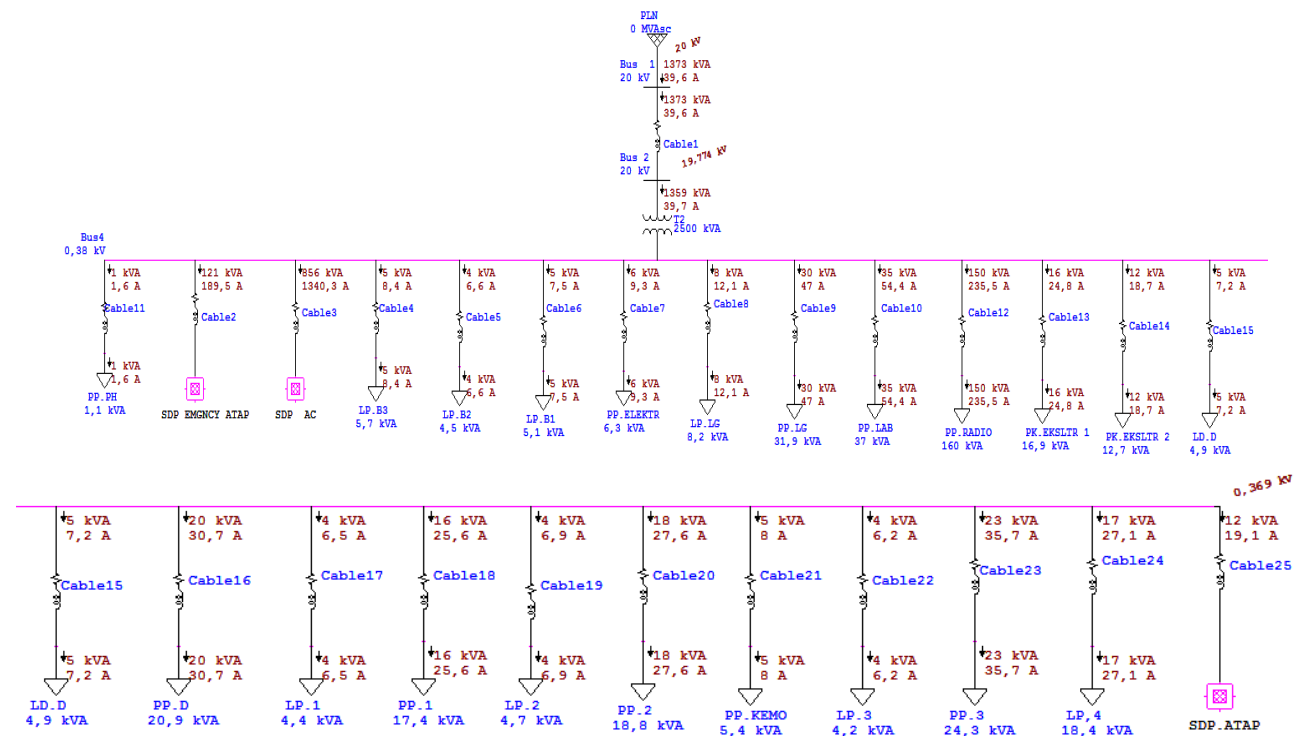 PLN
0 MVAsc
20 kV
Bus 1
20 kV
1373 kVA
39,6 A
1373 kVA
39,6 A
Cable1
Bus 2
20 kV
19,774 kV
1359 kVA
39,7 A
T2
2500 kVA
Bus4
0,38 kV
1 kVA
1,6 A
121 kVA
189,5 A
856 kVA
1340,3 A
5 kVA
8,4 A
4 kVA
6,6 A
5 kVA
7,5 A
6 kVA
9,3 A
8 kVA
12,1 A
30 kVA
47 A
35 kVA
54,4 A
150 kVA
235,5 A
16 kVA
24,8 A
12 kVA
18,7 A
5 kVA
7,2 A
Cable11
Cable2
Cable3
Cable4
Cable5
Cable6
Cable7
Cable8
Cable9
Cable10
Cable12
Cable13
Cable14
Cable15
1 kVA
1,6 A
5 kVA
8,4 A
4 kVA
6,6 A
5 kVA
7,5 A
6 kVA
9,3 A
8 kVA
12,1 A
30 kVA
47 A
35 kVA
54,4 A
150 kVA
235,5 A
16 kVA
24,8 A
12 kVA
18,7 A
5 kVA
7,2 A
PP.PH
1,1 kVA
SDP EMGNCY ATAP
SDP AC
LP.B3
5,7 kVA
LP.B2
4,5 kVA
LP.B1
5,1 kVA
PP.ELEKTR
6,3 kVA
LP.LG
8,2 kVA
PP.LG
31,9 kVA
PP.LAB
37 kVA
PP.RADIO
160 kVA
PK.EKSLTR 1
16,9 kVA
PK.EKSLTR 2
12,7 kVA
LD.D
4,9 kVA
0,369 kV
5 kVA
7,2 A
20 kVA
30,7 A
4 kVA
6,5 A
16 kVA
25,6 A
4 kVA
6,9 A
18 kVA
27,6 A
5 kVA
8 A
4 kVA
6,2 A
23 kVA
35,7 A
17 kVA
27,1 A
12 kVA
19,1 A
Cable15
Cable16
Cable17
Cable18
Cable19
Cable20
Cable21
Cable22
Cable23
Cable24
Cable25
5 kVA
7,2 A
20 kVA
30,7 A
4 kVA
6,5 A
16 kVA
25,6 A
4 kVA
6,9 A
18 kVA
27,6 A
5 kVA
8 A
4 kVA
6,2 A
23 kVA
35,7 A
17 kVA
27,1 A
LD.D
4,9 kVA
PP.D
20,9 kVA
LP.1
4,4 kVA
PP.1
17,4 kVA
LP.2
4,7 kVA
PP.2
18,8 kVA
PP.KEMO
5,4 kVA
LP.3
4,2 kVA
PP.3
24,3 kVA
LP,4
18,4 kVA
SDP.ATAP